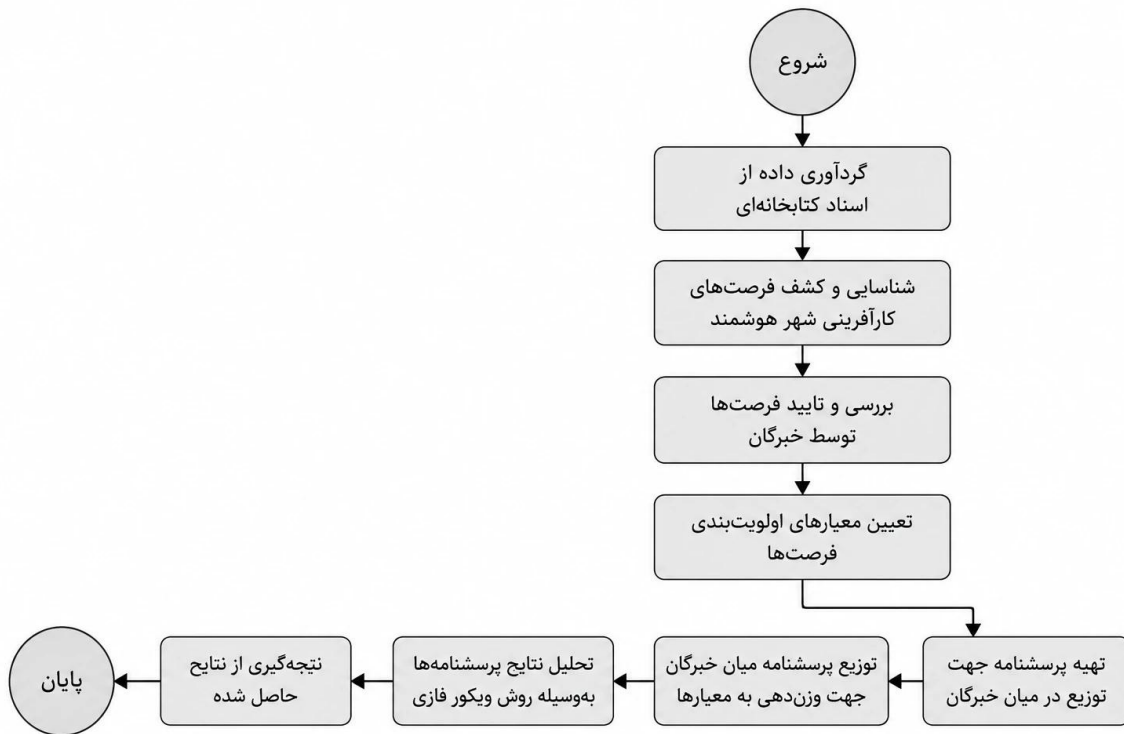 شروع
گردآوری داده از
اسناد کتابخانه‌ای
شناسایی و کشف فرصت‌های
کارآفرینی شهر هوشمند
بررسی و تایید فرصت‌ها
توسط خبرگان
تعیین معیارهای اولویت‌بندی
فرصت‌ها
تهیه پرسشنامه جهت
توزیع در میان خبرگان
توزیع پرسشنامه میان خبرگان
جهت وزن‌دهی به معیارها
تحلیل نتایج پرسشنامه‌ها
به‌وسیله روش ویکور فازی
نتجه‌گیری از نتایح
حاصل شده
پایان